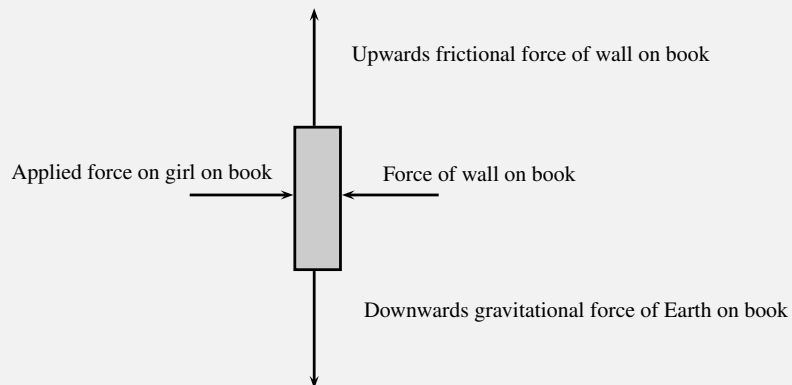 Upwards frictional force of wall on book
Applied force on girl on book
Force of wall on book
Downwards gravitational force of Earth on book